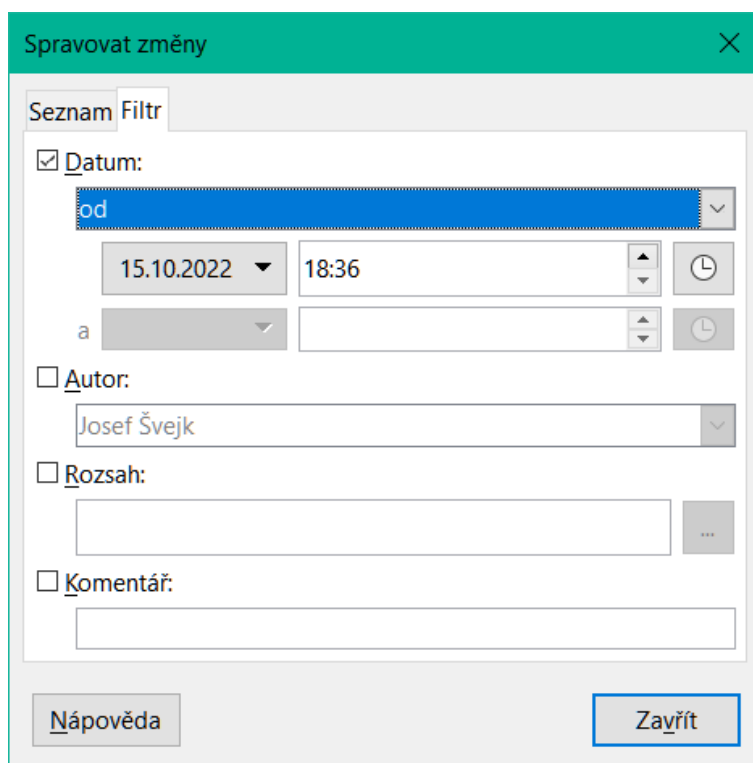 Spravovat změny
Seznam Filtr
Datum:
od
15.10.2022 18:36
a
Autor:
Josef Švejk
Rozsah:
...
Komentář:
Nápověda Zavřít